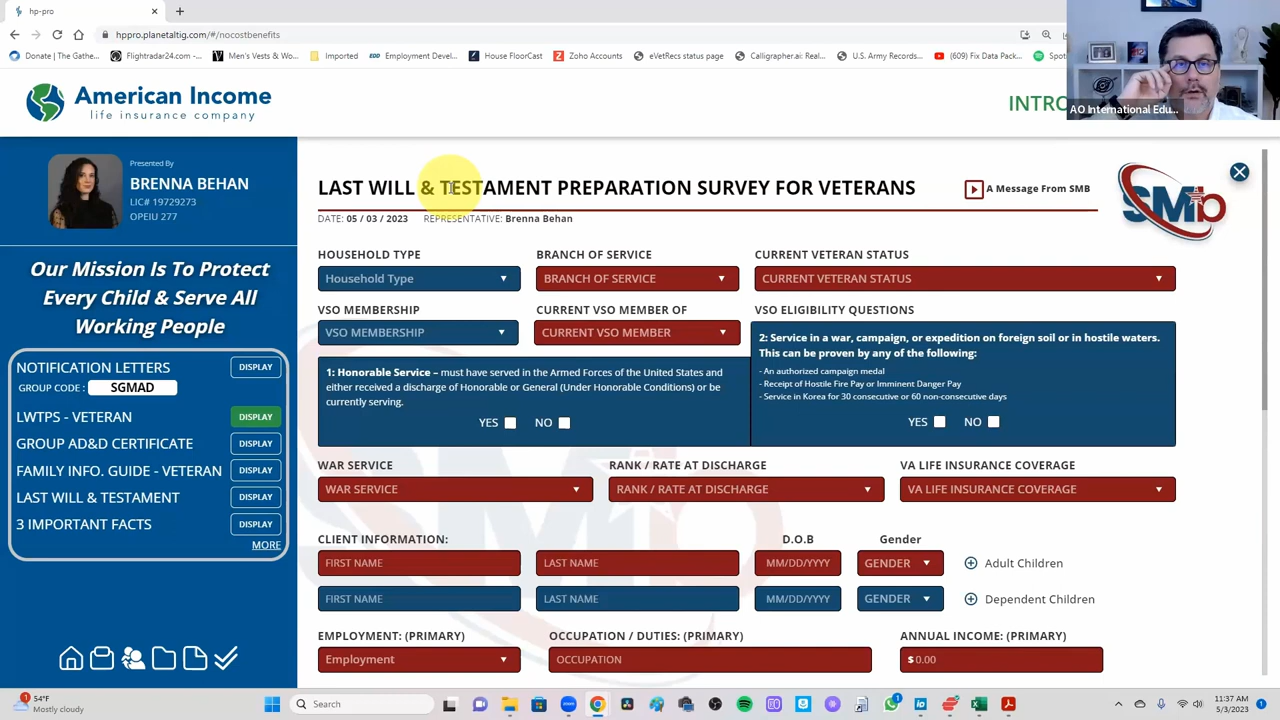 hp-pro
hppro.planetaltig.com/#/nocostbenefits
Donate | The Gathe...
Flightradar24.com -...
Men's Vests & Wo...
Imported
EDD Employment Devel...
House FloorCast
Zoho Accounts
eVetRecs status page
Calligrapher.ai: Real...
U.S. Army Records...
(609) Fix Data Pack...
Spot
American Income
life insurance company
INTRO
AO International Edu...
Presented By
BRENNA BEHAN
LIC# 19729273
OPEIU 277
Our Mission Is To Protect
Every Child & Serve All
Working People
NOTIFICATION LETTERS DISPLAY
GROUP CODE : SGMAD
LWTPS - VETERAN DISPLAY
GROUP AD&D CERTIFICATE DISPLAY
FAMILY INFO. GUIDE - VETERAN DISPLAY
LAST WILL & TESTAMENT DISPLAY
3 IMPORTANT FACTS DISPLAY
MORE
LAST WILL & TESTAMENT PREPARATION SURVEY FOR VETERANS
A Message From SMB
SMb
DATE: 05 / 03 / 2023 REPRESENTATIVE: Brenna Behan
HOUSEHOLD TYPE BRANCH OF SERVICE CURRENT VETERAN STATUS
Household Type BRANCH OF SERVICE CURRENT VETERAN STATUS
VSO MEMBERSHIP CURRENT VSO MEMBER OF VSO ELIGIBILITY QUESTIONS
VSO MEMBERSHIP CURRENT VSO MEMBER
1: Honorable Service – must have served in the Armed Forces of the United States and
either received a discharge of Honorable or General (Under Honorable Conditions) or be
currently serving.
YES NO
2: Service in a war, campaign, or expedition on foreign soil or in hostile waters.
This can be proven by any of the following:
- An authorized campaign medal
- Receipt of Hostile Fire Pay or Imminent Danger Pay
- Service in Korea for 30 consecutive or 60 non-consecutive days
YES NO
WAR SERVICE RANK / RATE AT DISCHARGE VA LIFE INSURANCE COVERAGE
WAR SERVICE RANK / RATE AT DISCHARGE VA LIFE INSURANCE COVERAGE
CLIENT INFORMATION: D.O.B Gender
FIRST NAME LAST NAME MM/DD/YYYY GENDER Adult Children
FIRST NAME LAST NAME MM/DD/YYYY GENDER Dependent Children
EMPLOYMENT: (PRIMARY) OCCUPATION / DUTIES: (PRIMARY) ANNUAL INCOME: (PRIMARY)
Employment OCCUPATION $ 0.00
1
54°F
Mostly cloudy
Search
11:37 AM
5/3/2023